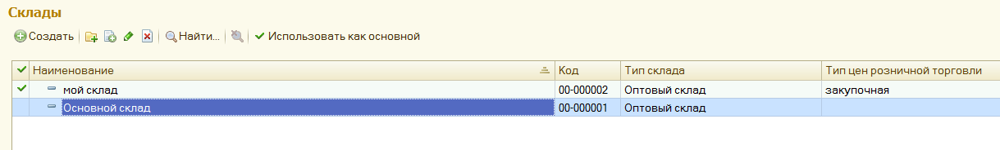 Склады
Создать Найти... Использовать как основной
Наименование Код Тип склада Тип цен розничной торговли
мой склад 00-000002 Оптовый склад закупочная
Основной склад 00-000001 Оптовый склад